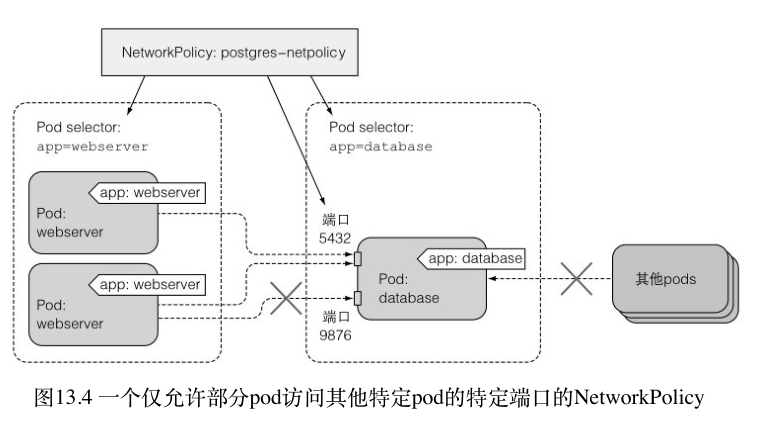 NetworkPolicy: postgres-netpolicy
Pod selector:
app=webserver
app: webserver
Pod:
webserver
app: webserver
Pod:
webserver
Pod selector:
app=database
端口
5432
app: database
Pod:
database
端口
9876
其他pods
图13.4 一个仅允许部分pod访问其他特定pod的特定端口的NetworkPolicy